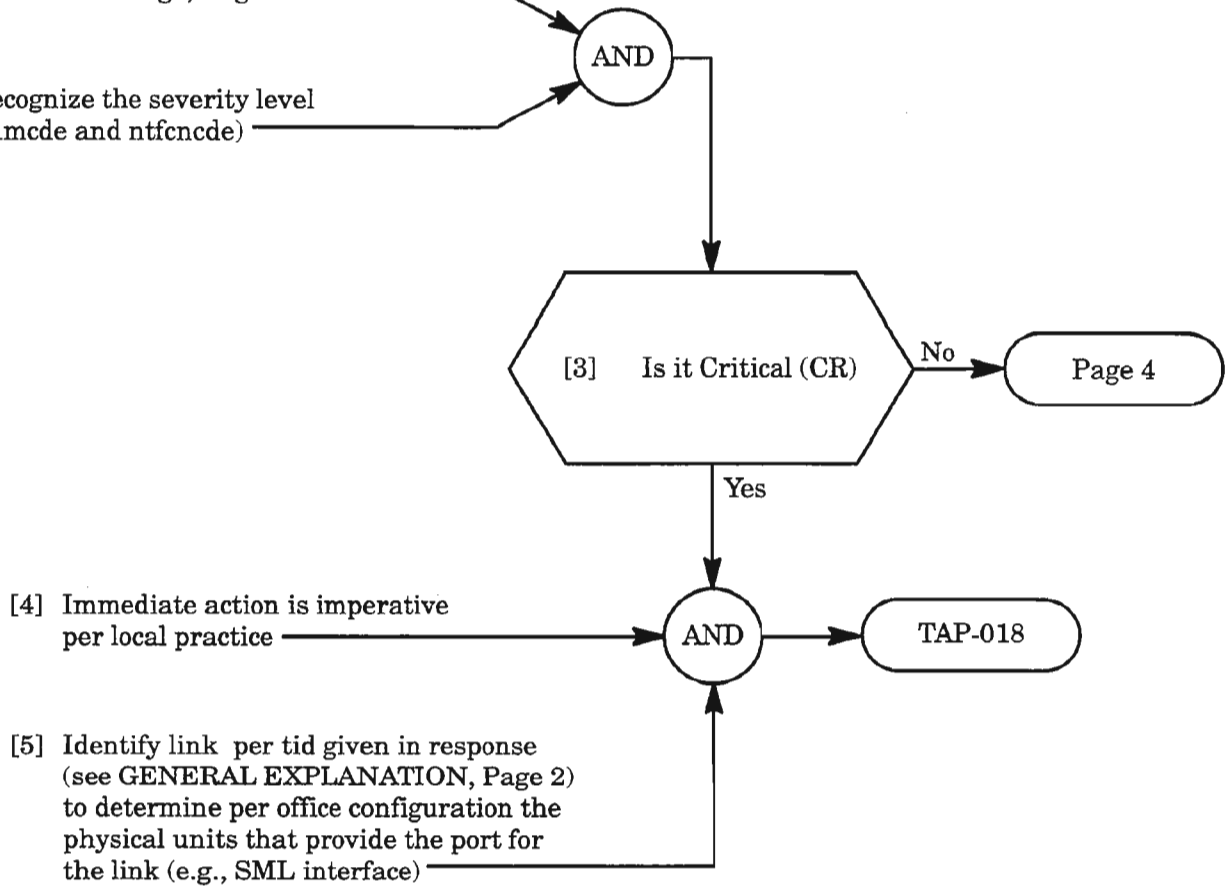 AND
ecognize the severity level
mcde and ntfcncde)
[3] Is it Critical (CR)
No
Page 4
Yes
[4] Immediate action is imperative
per local practice
AND
TAP-018
[5] Identify link per tid given in response
(see GENERAL EXPLANATION, Page 2)
to determine per office configuration the
physical units that provide the port for
the link (e.g., SML interface)